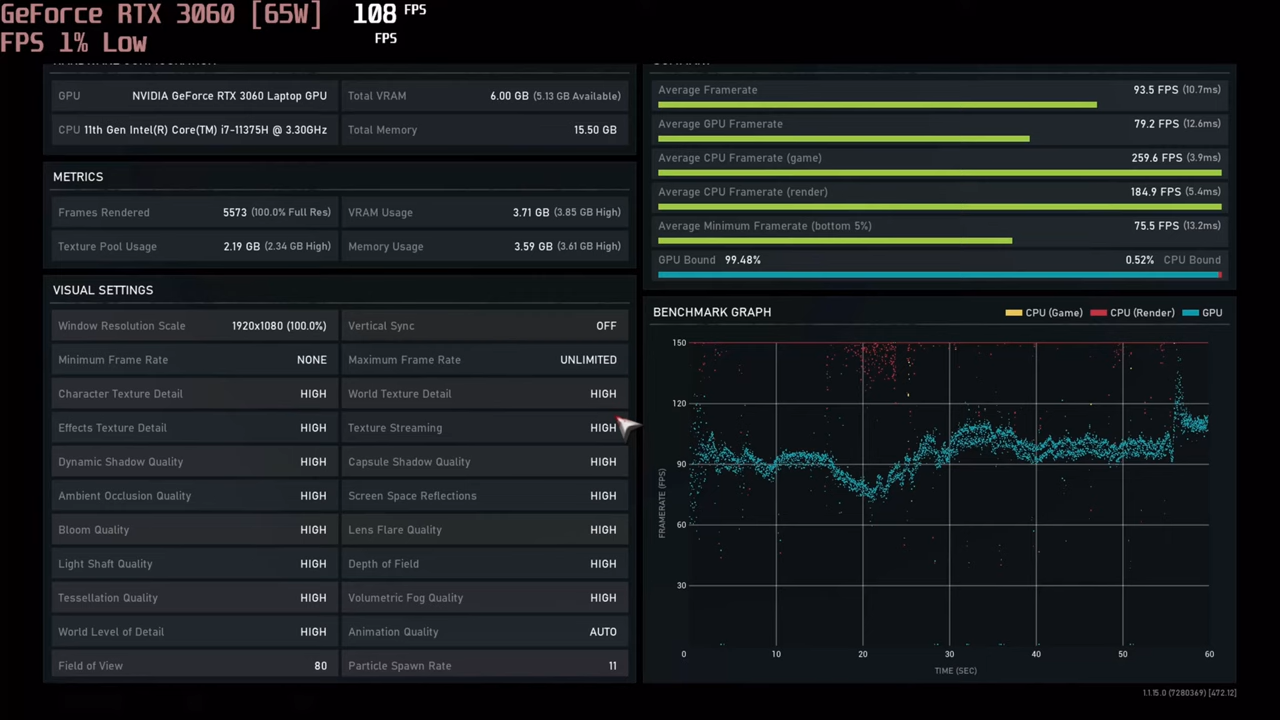 GeForce RTX 3060 [65W] 108 FPS
FPS 1% Low FPS
GPU NVIDIA GeForce RTX 3060 Laptop GPU
Total VRAM 6.00 GB (5.13 GB Available)
CPU 11th Gen Intel(R) Core(TM) i7-11375H @ 3.30GHz
Total Memory 15.50 GB
METRICS
Frames Rendered 5573 (100.0% Full Res)
VRAM Usage 3.71 GB (3.85 GB High)
Texture Pool Usage 2.19 GB (2.34 GB High)
Memory Usage 3.59 GB (3.61 GB High)
VISUAL SETTINGS
Window Resolution Scale 1920x1080 (100.0%)
Vertical Sync OFF
Minimum Frame Rate NONE
Maximum Frame Rate UNLIMITED
Character Texture Detail HIGH
World Texture Detail HIGH
Effects Texture Detail HIGH
Texture Streaming HIGH
Dynamic Shadow Quality HIGH
Capsule Shadow Quality HIGH
Ambient Occlusion Quality HIGH
Screen Space Reflections HIGH
Bloom Quality HIGH
Lens Flare Quality HIGH
Light Shaft Quality HIGH
Depth of Field HIGH
Tessellation Quality HIGH
Volumetric Fog Quality HIGH
World Level of Detail HIGH
Animation Quality AUTO
Field of View 80
Particle Spawn Rate 11
Average Framerate 93.5 FPS (10.7ms)
Average GPU Framerate 79.2 FPS (12.6ms)
Average CPU Framerate (game) 259.6 FPS (3.9ms)
Average CPU Framerate (render) 184.9 FPS (5.4ms)
Average Minimum Framerate (bottom 5%) 75.5 FPS (13.2ms)
GPU Bound 99.48% 0.52% CPU Bound
BENCHMARK GRAPH CPU (Game) CPU (Render) GPU
150
120
90
60
30
FRAMERATE (FPS)
0 10 20 30 40 50 60
TIME (SEC)
1.1.15.0 (7280369) [472.12]